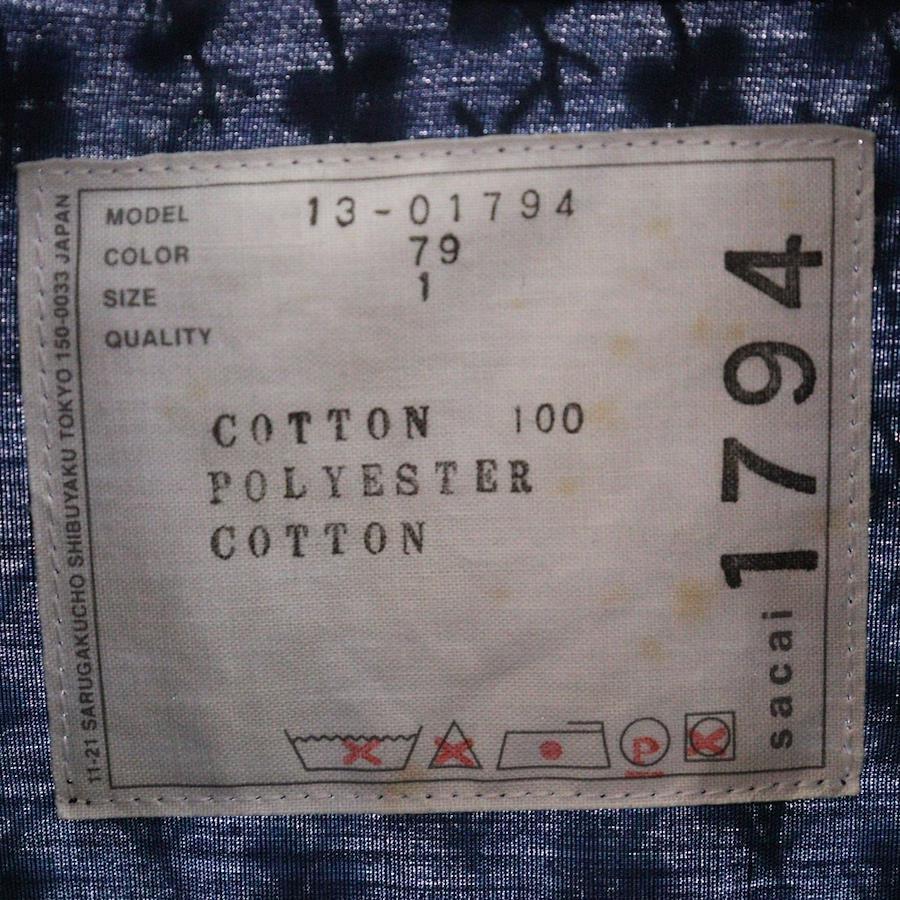 MODEL 13-01794
COLOR 79
SIZE 1
QUALITY
COTTON 100
POLYESTER
COTTON
P
11-21 SARUGAKUCHO SHIBUYAKU TOKYO 150-0033 JAPAN
sacai 1794